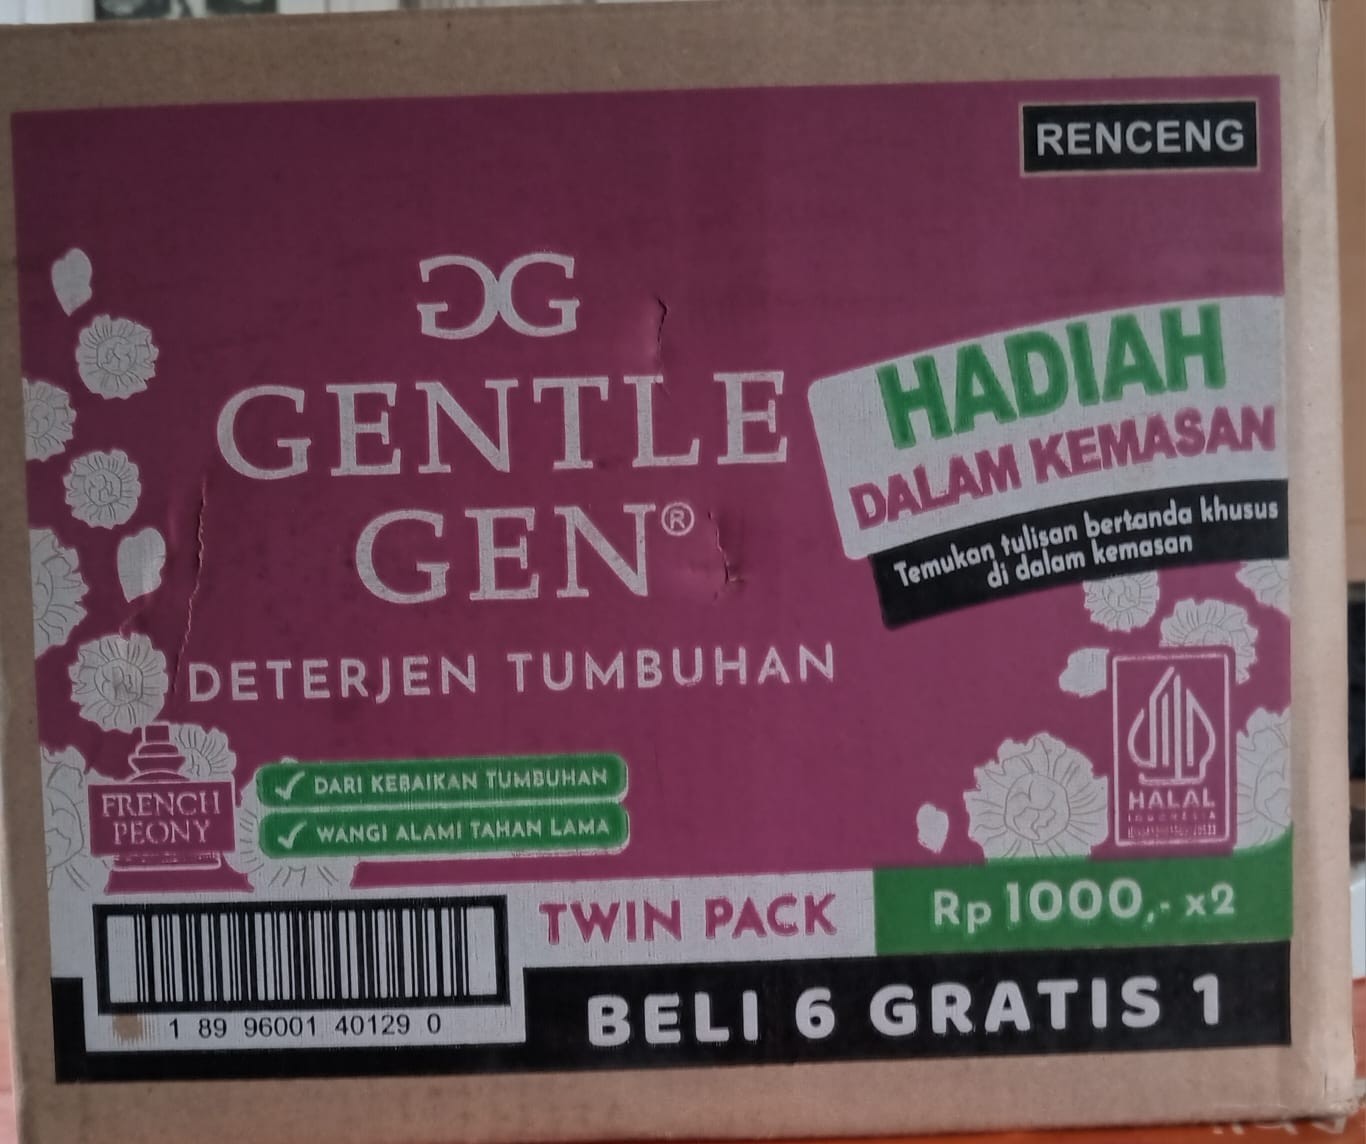 RENCENG
GG
GENTLE
GEN®
DETERJEN TUMBUHAN
HADIAH
DALAM KEMASAN
Temukan tulisan bertanda khusus
di dalam kemasan
FRENCH
PEONY
DARI KEBAIKAN TUMBUHAN
WANGI ALAMI TAHAN LAMA
HALAL
INDONESIA
TWIN PACK
Rp 1000,- x2
BELI 6 GRATIS 1
1 89 96001 40129 0